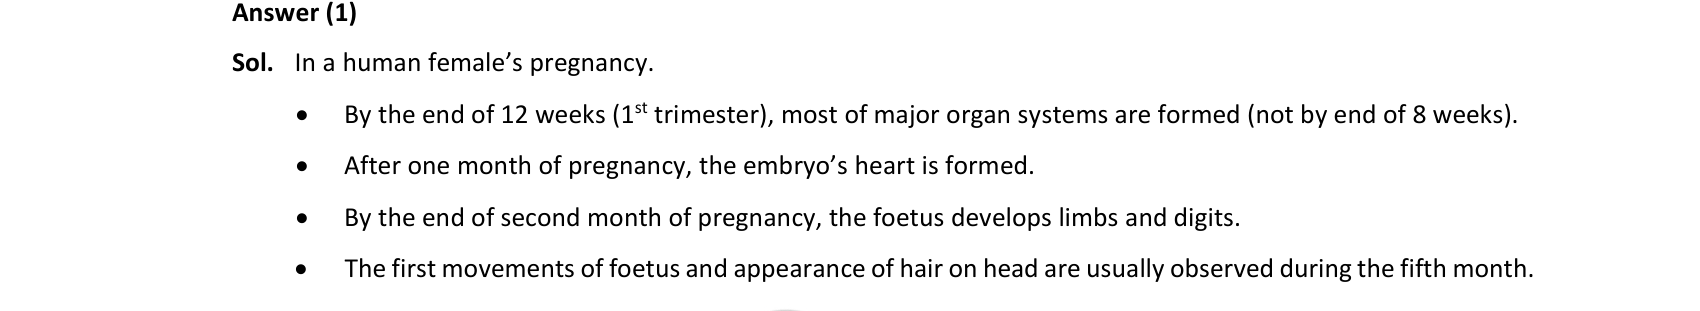 Answer (1)
Sol. In a human female’s pregnancy.
• By the end of 12 weeks (1st trimester), most of major organ systems are formed (not by end of 8 weeks).
• After one month of pregnancy, the embryo’s heart is formed.
• By the end of second month of pregnancy, the foetus develops limbs and digits.
• The first movements of foetus and appearance of hair on head are usually observed during the fifth month.